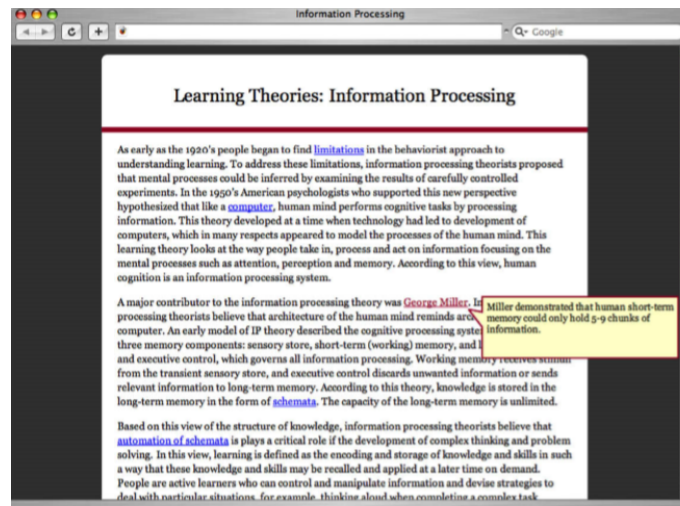 Information Processing
Google
Learning Theories: Information Processing
As early as the 1920's people began to find limitations in the behaviorist approach to
understanding learning. To address these limitations, information processing theorists proposed
that mental processes could be inferred by examining the results of carefully controlled
experiments. In the 1950's American psychologists who supported this new perspective
hypothesized that like a computer, human mind performs cognitive tasks by processing
information. This theory developed at a time when technology had led to development of
computers, which in many respects appeared to model the processes of the human mind. This
learning theory looks at the way people take in, process and act on information focusing on the
mental processes such as attention, perception and memory. According to this view, human
cognition is an information processing system.
A major contributor to the information processing theory was George Miller.
processing theorists believe that architecture of the human mind reminds
computer. An early model of IP theory described the cognitive processing
three memory components: sensory store, short-term (working) memory, and
and executive control, which governs all information processing. Working memory receives
from the transient sensory store, and executive control discards unwanted information or sends
relevant information to long-term memory. According to this theory, knowledge is stored in the
long-term memory in the form of schemata. The capacity of the long-term memory is unlimited.
Miller demonstrated that human short-term
memory could only hold 5-9 chunks of
information.
Based on this view of the structure of knowledge, information processing theorists believe that
automation of schemata is plays a critical role if the development of complex thinking and problem
solving. In this view, learning is defined as the encoding and storage of knowledge and skills in such
a way that these knowledge and skills may be recalled and applied at a later time on demand.
People are active learners who can control and manipulate information and devise strategies to
deal with particular situations, for example, thinking aloud when completing a complex task